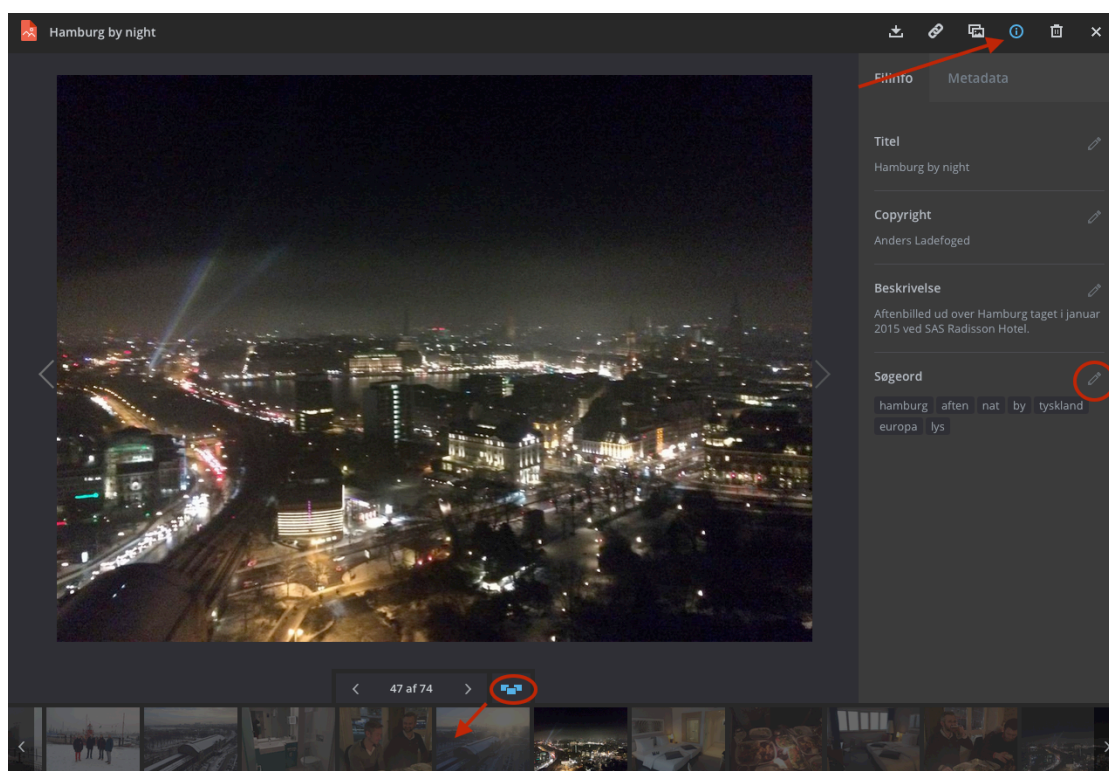 Hamburg by night
Filinfo
Metadata
Titel
Hamburg by night
Copyright
Anders Ladefoged
Beskrivelse
Aftenbilled ud over Hamburg taget i januar
2015 ved SAS Radisson Hotel.
Søgeord
hamburg aften nat by tyskland
europa lys
47 af 74